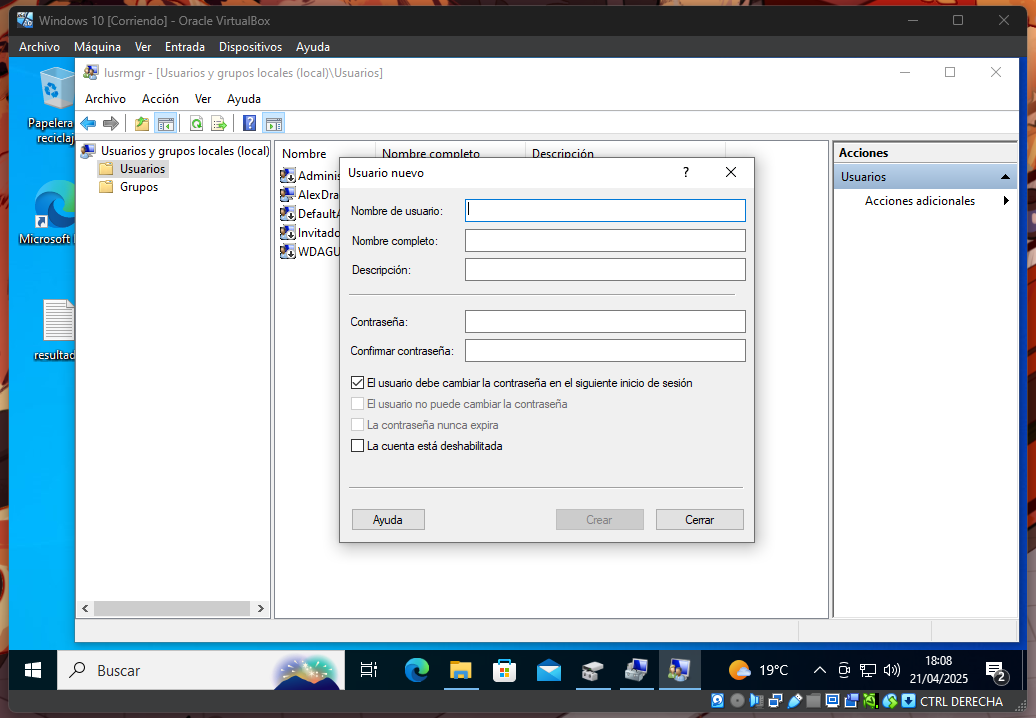 Windows 10 [Corriendo] - Oracle VirtualBox
Archivo Máquina Ver Entrada Dispositivos Ayuda
lusrmgr - [Usuarios y grupos locales (local)\Usuarios]
Archivo Acción Ver Ayuda
Papelera
reciclaj
Microsoft
resultad
Usuarios y grupos locales (local)
Usuarios
Grupos
Nombre Nombre completo Descripción
Adminis
AlexDra
DefaultA
Invitado
WDAGU
Usuario nuevo
Nombre de usuario:
Nombre completo:
Descripción:
Contraseña:
Confirmar contraseña:
El usuario debe cambiar la contraseña en el siguiente inicio de sesión
El usuario no puede cambiar la contraseña
La contraseña nunca expira
La cuenta está deshabilitada
Ayuda Crear Cerrar
Acciones
Usuarios
Acciones adicionales
Buscar
19°C
18:08
21/04/2025
2
CTRL DERECHA